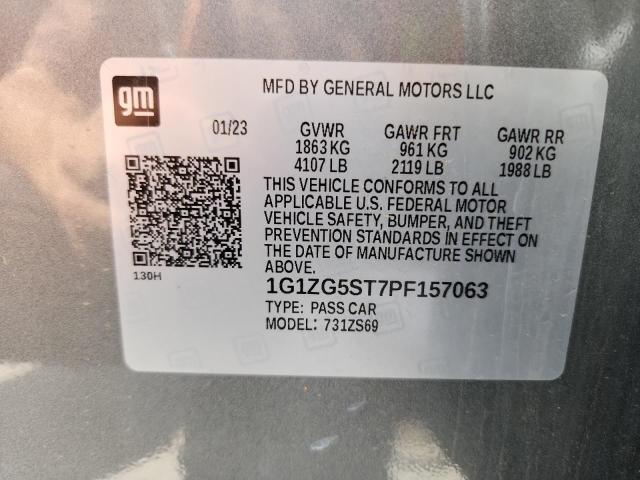 gm
MFD BY GENERAL MOTORS LLC
01/23 GVWR GAWR FRT GAWR RR
1863 KG 961 KG 902 KG
4107 LB 2119 LB 1988 LB
THIS VEHICLE CONFORMS TO ALL
APPLICABLE U.S. FEDERAL MOTOR
VEHICLE SAFETY, BUMPER, AND THEFT
PREVENTION STANDARDS IN EFFECT ON
THE DATE OF MANUFACTURE SHOWN
ABOVE.
130H
1G1ZG5ST7PF157063
TYPE: PASS CAR
MODEL: 731ZS69